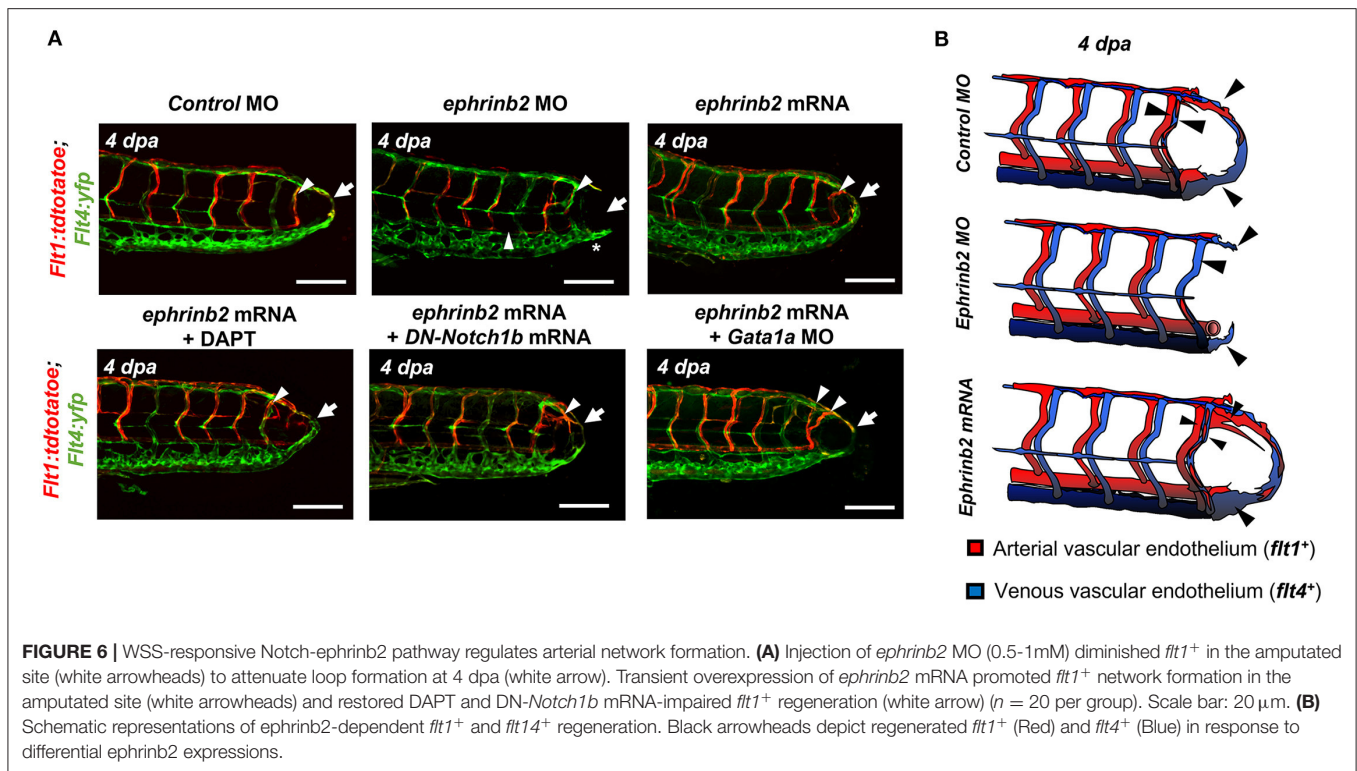 A
Control MO
ephrinb2 MO
ephrinb2 mRNA
Flt1:tdtotatoe;
Flt4:yfp
4 dpa
4 dpa
*
4 dpa
ephrinb2 mRNA
+ DAPT
ephrinb2 mRNA
+ DN-Notch1b mRNA
ephrinb2 mRNA
+ Gata1a MO
Flt1:tdtotatoe;
Flt4:yfp
4 dpa
4 dpa
4 dpa
B
4 dpa
Control MO
Ephrinb2 MO
Ephrinb2 mRNA
Arterial vascular endothelium (flt1⁺)
Venous vascular endothelium (flt4⁺)
FIGURE 6 | WSS-responsive Notch-ephrinb2 pathway regulates arterial network formation. (A) Injection of ephrinb2 MO (0.5-1mM) diminished flt1⁺ in the amputated
site (white arrowheads) to attenuate loop formation at 4 dpa (white arrow). Transient overexpression of ephrinb2 mRNA promoted flt1⁺ network formation in the
amputated site (white arrowheads) and restored DAPT and DN-Notch1b mRNA-impaired flt1⁺ regeneration (white arrow) (n = 20 per group). Scale bar: 20 μm. (B)
Schematic representations of ephrinb2-dependent flt1⁺ and flt14⁺ regeneration. Black arrowheads depict regenerated flt1⁺ (Red) and flt4⁺ (Blue) in response to
differential ephrinb2 expressions.